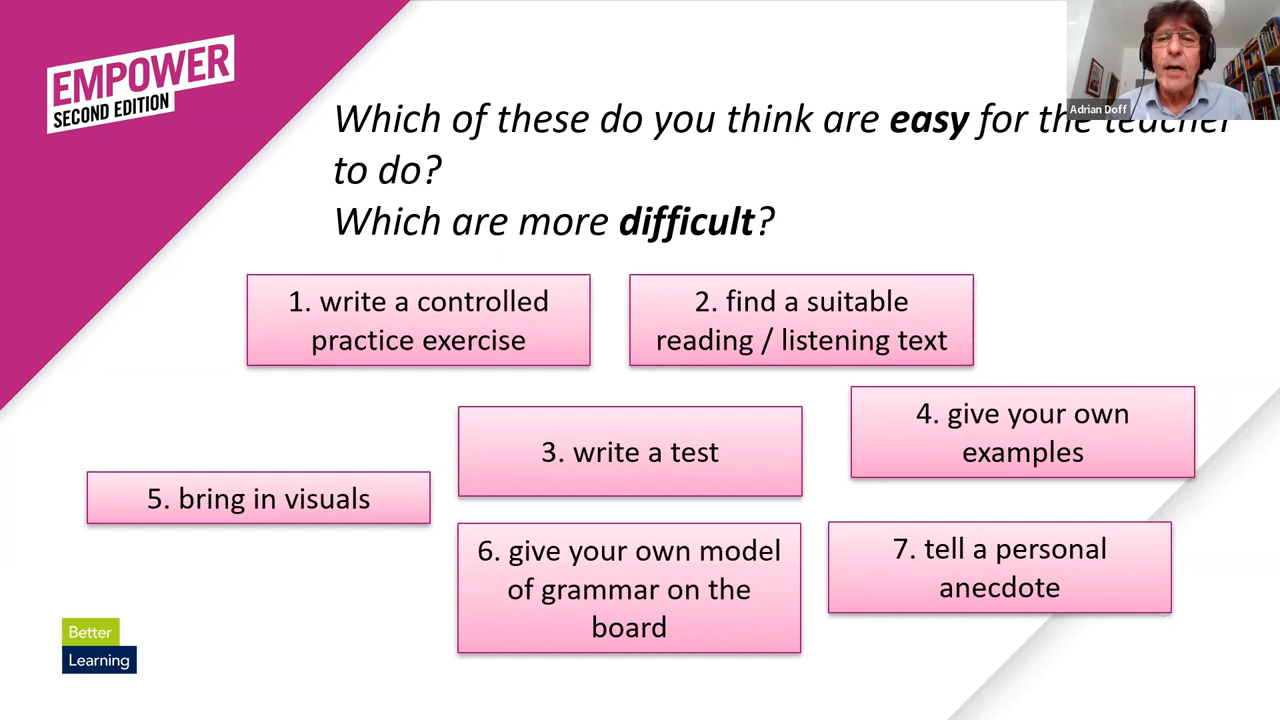 EMPOWER
SECOND EDITION
Adrian Doff
Which of these do you think are easy for the teacher
to do?
Which are more difficult?
1. write a controlled
practice exercise
2. find a suitable
reading / listening text
3. write a test
4. give your own
examples
5. bring in visuals
6. give your own model
of grammar on the
board
7. tell a personal
anecdote
Better
Learning